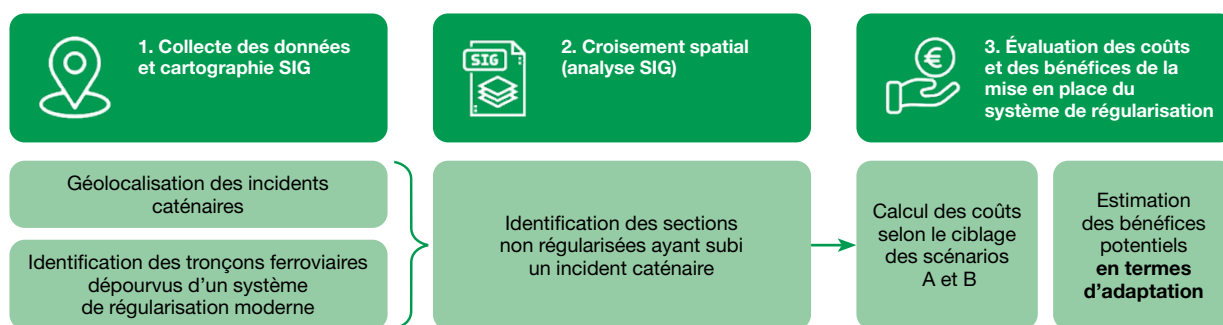 1. Collecte des données
et cartographie SIG
SIG
2. Croisement spatial
(analyse SIG)
€
3. Évaluation des coûts
et des bénéfices de la
mise en place du
système de régularisation
Géolocalisation des incidents
caténaires
Identification des tronçons ferroviaires
dépourvus d'un système
de régularisation moderne
Identification des sections
non régularisées ayant subi
un incident caténaire
Calcul des coûts
selon le ciblage
des scénarios
A et B
Estimation
des bénéfices
potentiels
en termes
d'adaptation